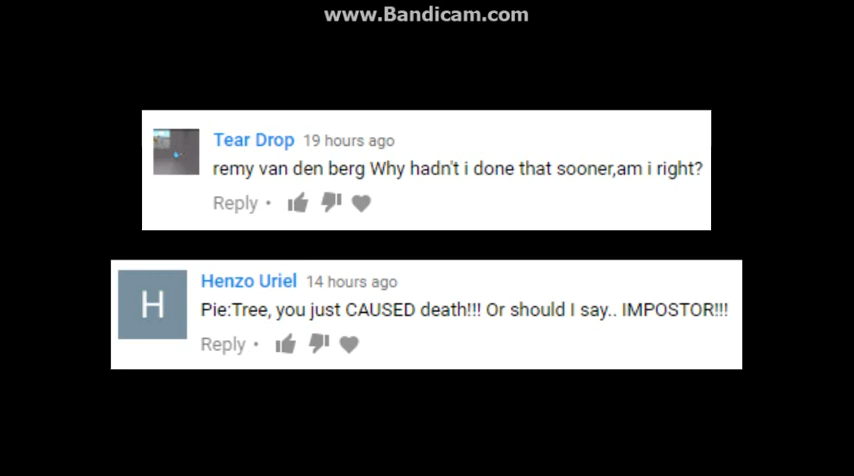 www.Bandicam.com
Tear Drop 19 hours ago
remy van den berg Why hadn't i done that sooner,am i right?
Reply •
H
Henzo Uriel 14 hours ago
Pie:Tree, you just CAUSED death!!! Or should I say.. IMPOSTOR!!!
Reply •